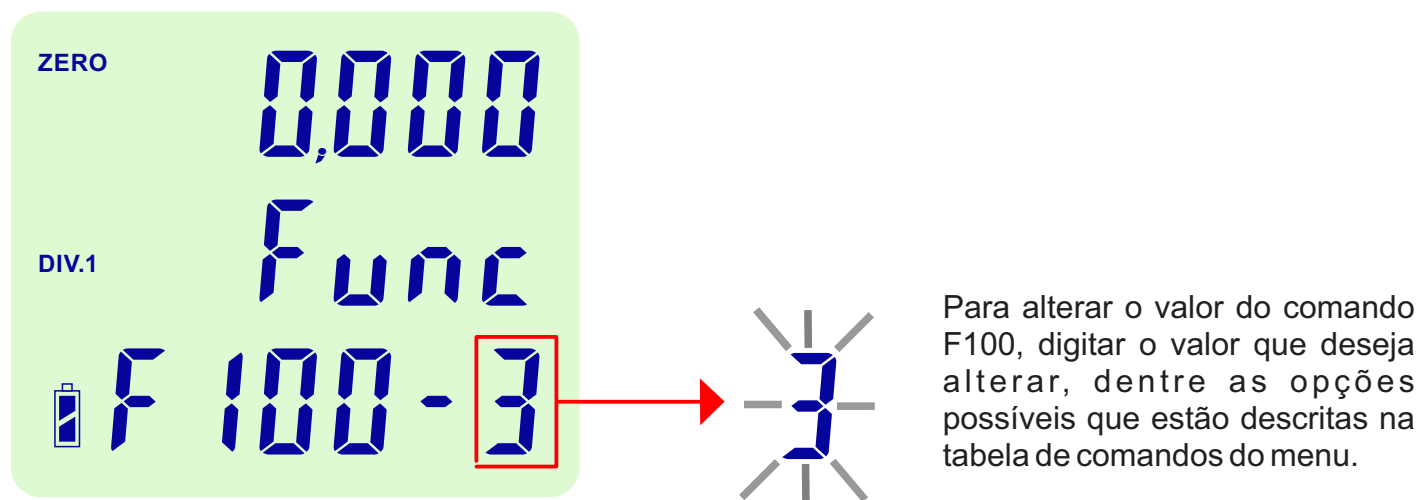 ZERO
0,000
DIV.1
Func
F 100-3
3
Para alterar o valor do comando
F100, digitar o valor que deseja
alterar, dentre as opções
possíveis que estão descritas na
tabela de comandos do menu.